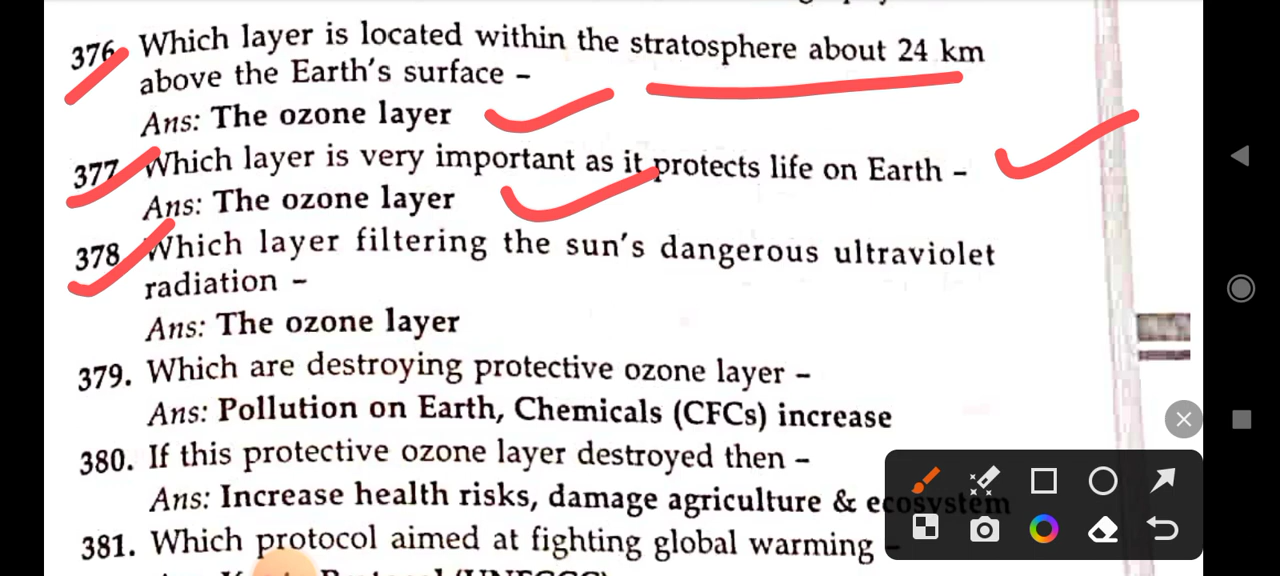 376. Which layer is located within the stratosphere about 24 km
above the Earth's surface –
Ans: The ozone layer
377. Which layer is very important as it protects life on Earth –
Ans: The ozone layer
378. Which layer filtering the sun's dangerous ultraviolet
radiation –
Ans: The ozone layer
379. Which are destroying protective ozone layer –
Ans: Pollution on Earth, Chemicals (CFCs) increase
380. If this protective ozone layer destroyed then –
Ans: Increase health risks, damage agriculture & ecosystem
381. Which protocol aimed at fighting global warming –